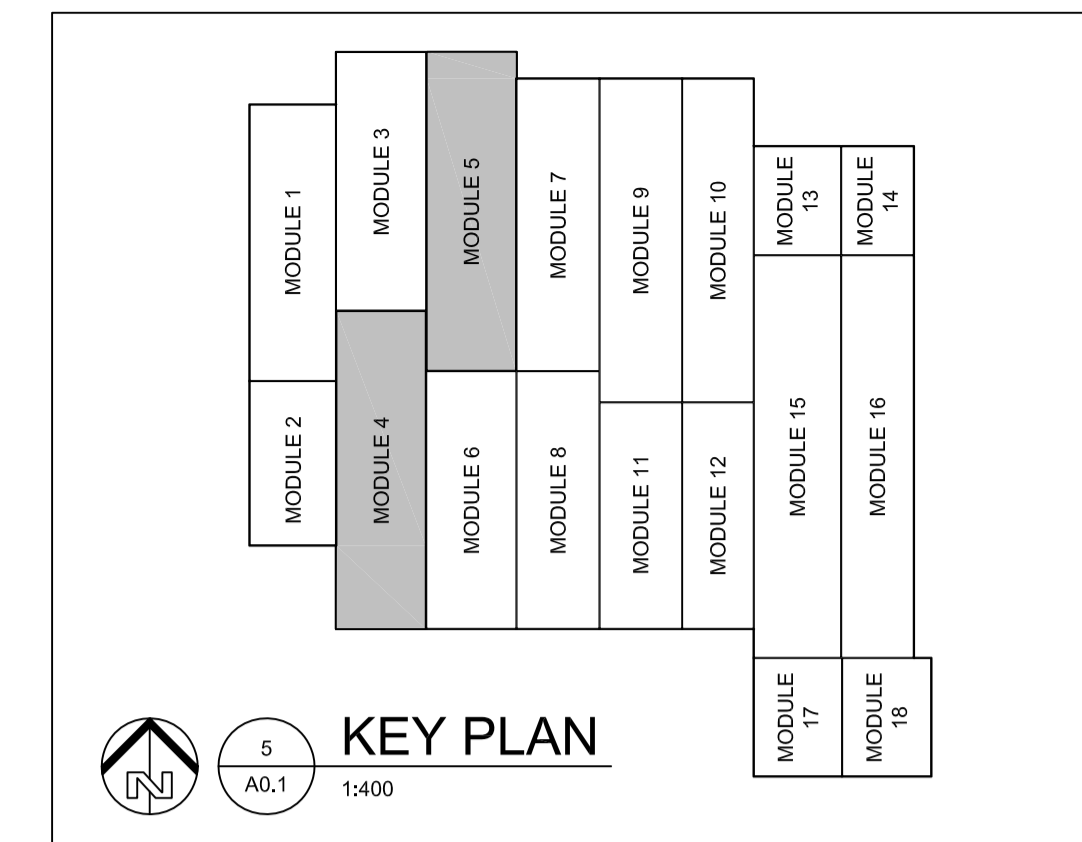 MODULE 1
MODULE 2
MODULE 3
MODULE 4
MODULE 5
MODULE 6
MODULE 7
MODULE 8
MODULE 9
MODULE 10
MODULE 11
MODULE 12
MODULE
13
MODULE
14
MODULE 15
MODULE 16
MODULE
17
MODULE
18
N
5
A0.1
KEY PLAN
1:400